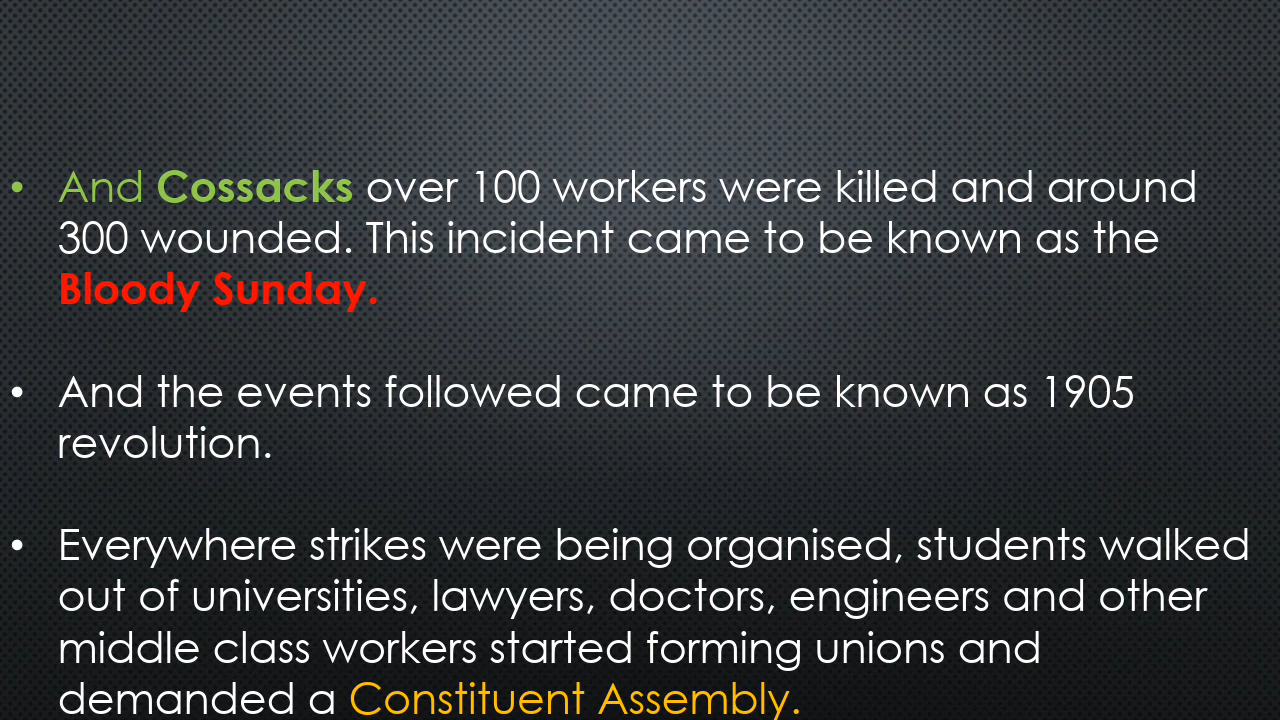 • And Cossacks over 100 workers were killed and around
300 wounded. This incident came to be known as the
Bloody Sunday.
• And the events followed came to be known as 1905
revolution.
• Everywhere strikes were being organised, students walked
out of universities, lawyers, doctors, engineers and other
middle class workers started forming unions and
demanded a Constituent Assembly.